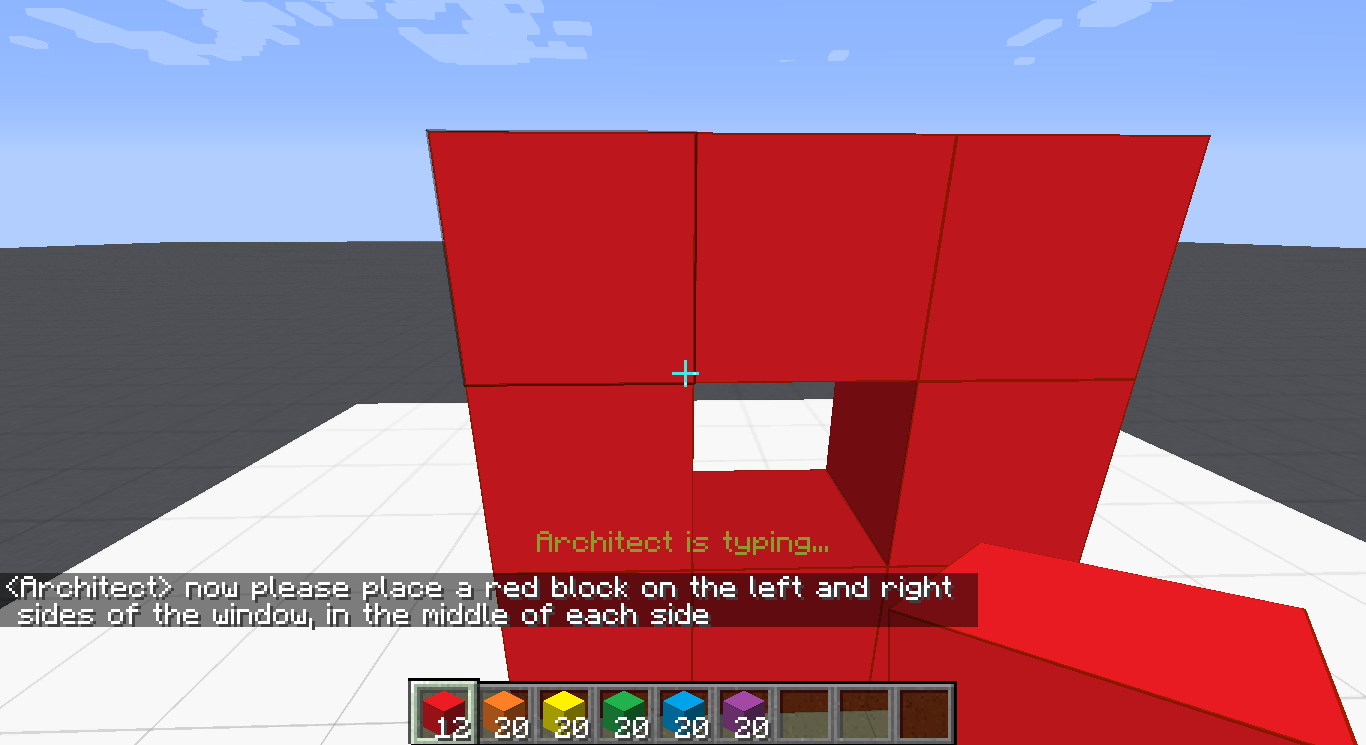 Architect is typing...
<Architect> now please place a red block on the left and right
sides of the window, in the middle of each side
12 20 20 20 20 20